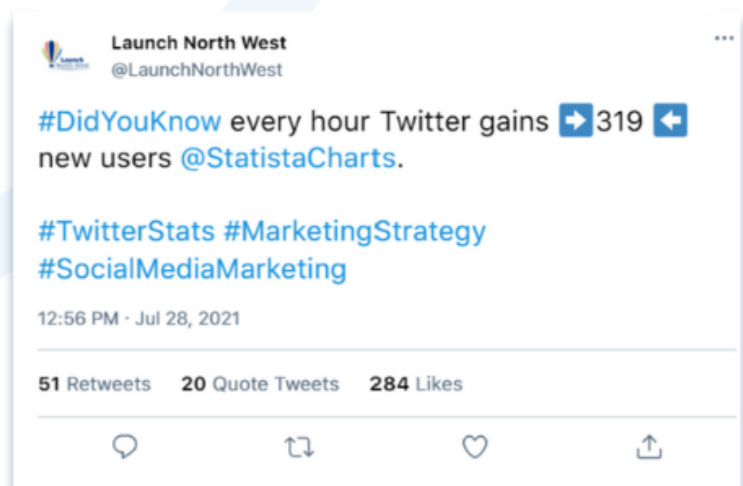 Launch North West
@LaunchNorthWest
#DidYouKnow every hour Twitter gains ➡️319 ⬅️
new users @StatistaCharts.
#TwitterStats #MarketingStrategy
#SocialMediaMarketing
12:56 PM · Jul 28, 2021
51 Retweets 20 Quote Tweets 284 Likes